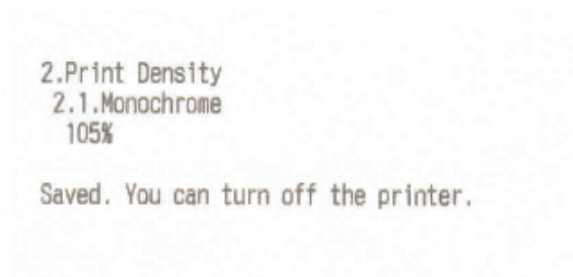 2.Print Density
2.1.Monochrome
105%
Saved. You can turn off the printer.